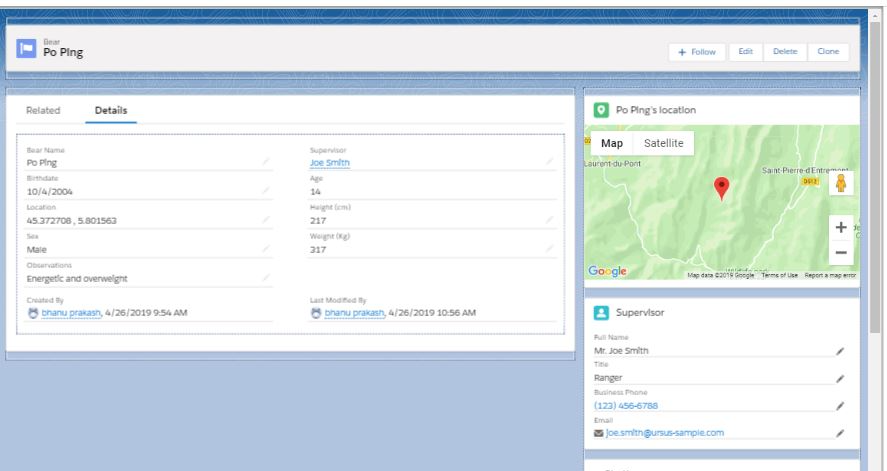 Bear
Po Ping
+ Follow
Edit
Delete
Clone
Related
Details
Bear Name
Po Ping
Supervisor
Joe Smith
Birthdate
10/4/2004
Age
14
Location
45.372708 , 5.801563
Height (cm)
217
Sex
Male
Weight (Kg)
317
Observations
Energetic and overweight
Created By
bhanu prakash, 4/26/2019 9:54 AM
Last Modified By
bhanu prakash, 4/26/2019 10:56 AM
Po Ping's location
Map
Satellite
Laurent-du-Pont
Saint-Pierre-d'Entremont
D512
Google
Map data ©2019 Google
Terms of Use
Report a map error
Supervisor
Full Name
Mr. Joe Smith
Title
Ranger
Business Phone
(123) 456-6788
Email
joe.smith@ursus-sample.com